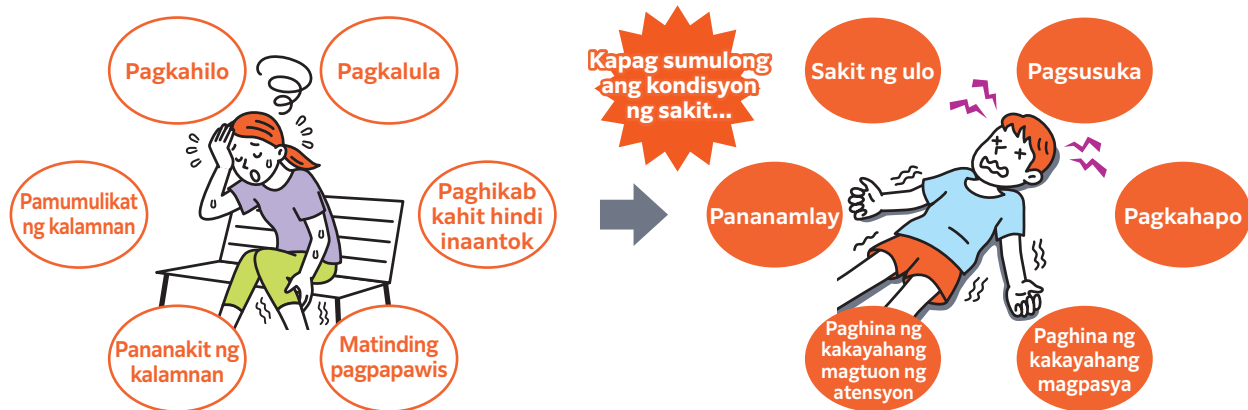 Pagkahilo
Pagkalula
Pamumulikat
ng kalamnan
Paghikab
kahit hindi
inaantok
Pananakit ng
kalamnan
Matinding
pagpapawis
Kapag sumulong
ang kondisyon
ng sakit...
Sakit ng ulo
Pagsusuka
Pananamlay
Pagkahapo
Paghina ng
kakayahang
magtuon ng
atensyon
Paghina ng
kakayahang
magpasya